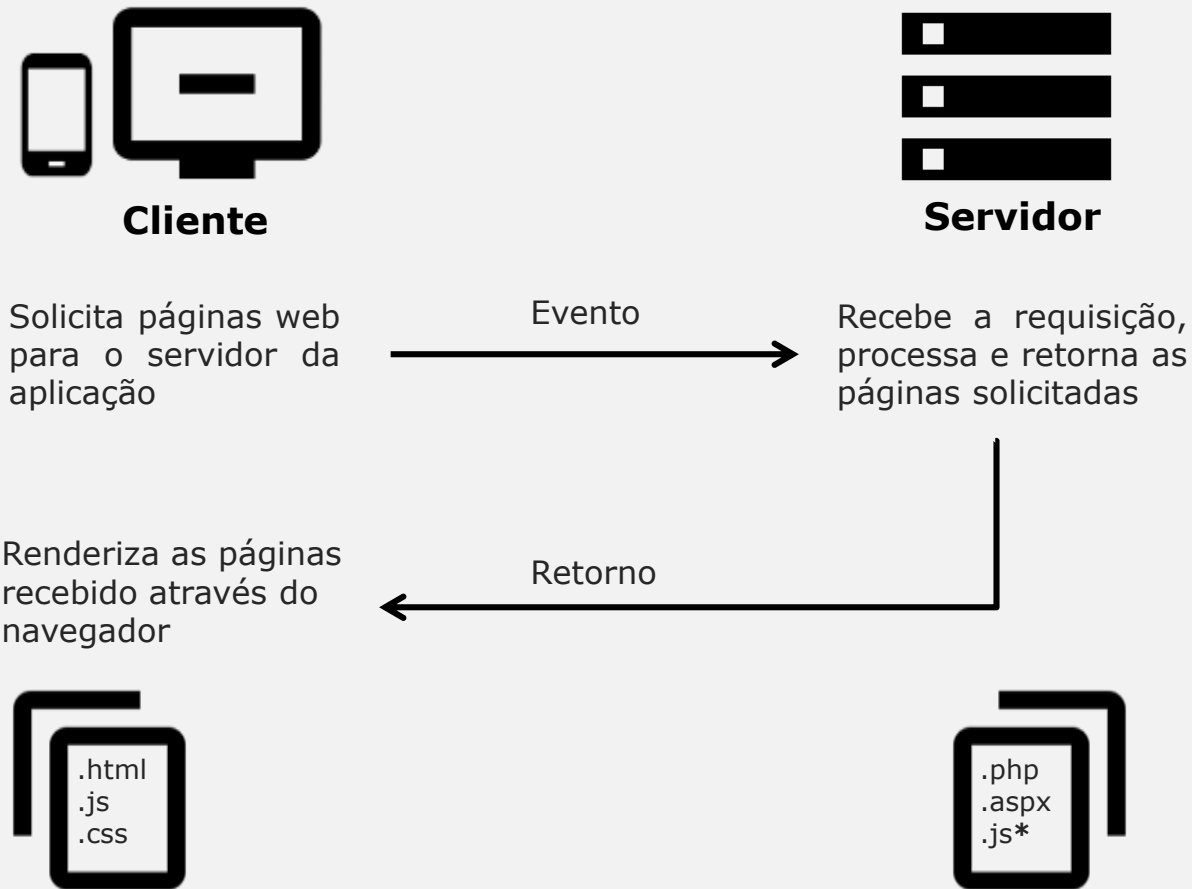 Cliente
Servidor
Solicita páginas web
para o servidor da
aplicação
Evento
Recebe a requisição,
processa e retorna as
páginas solicitadas
Renderiza as páginas
recebido através do
navegador
Retorno
.html
.js
.css
.php
.aspx
.js*